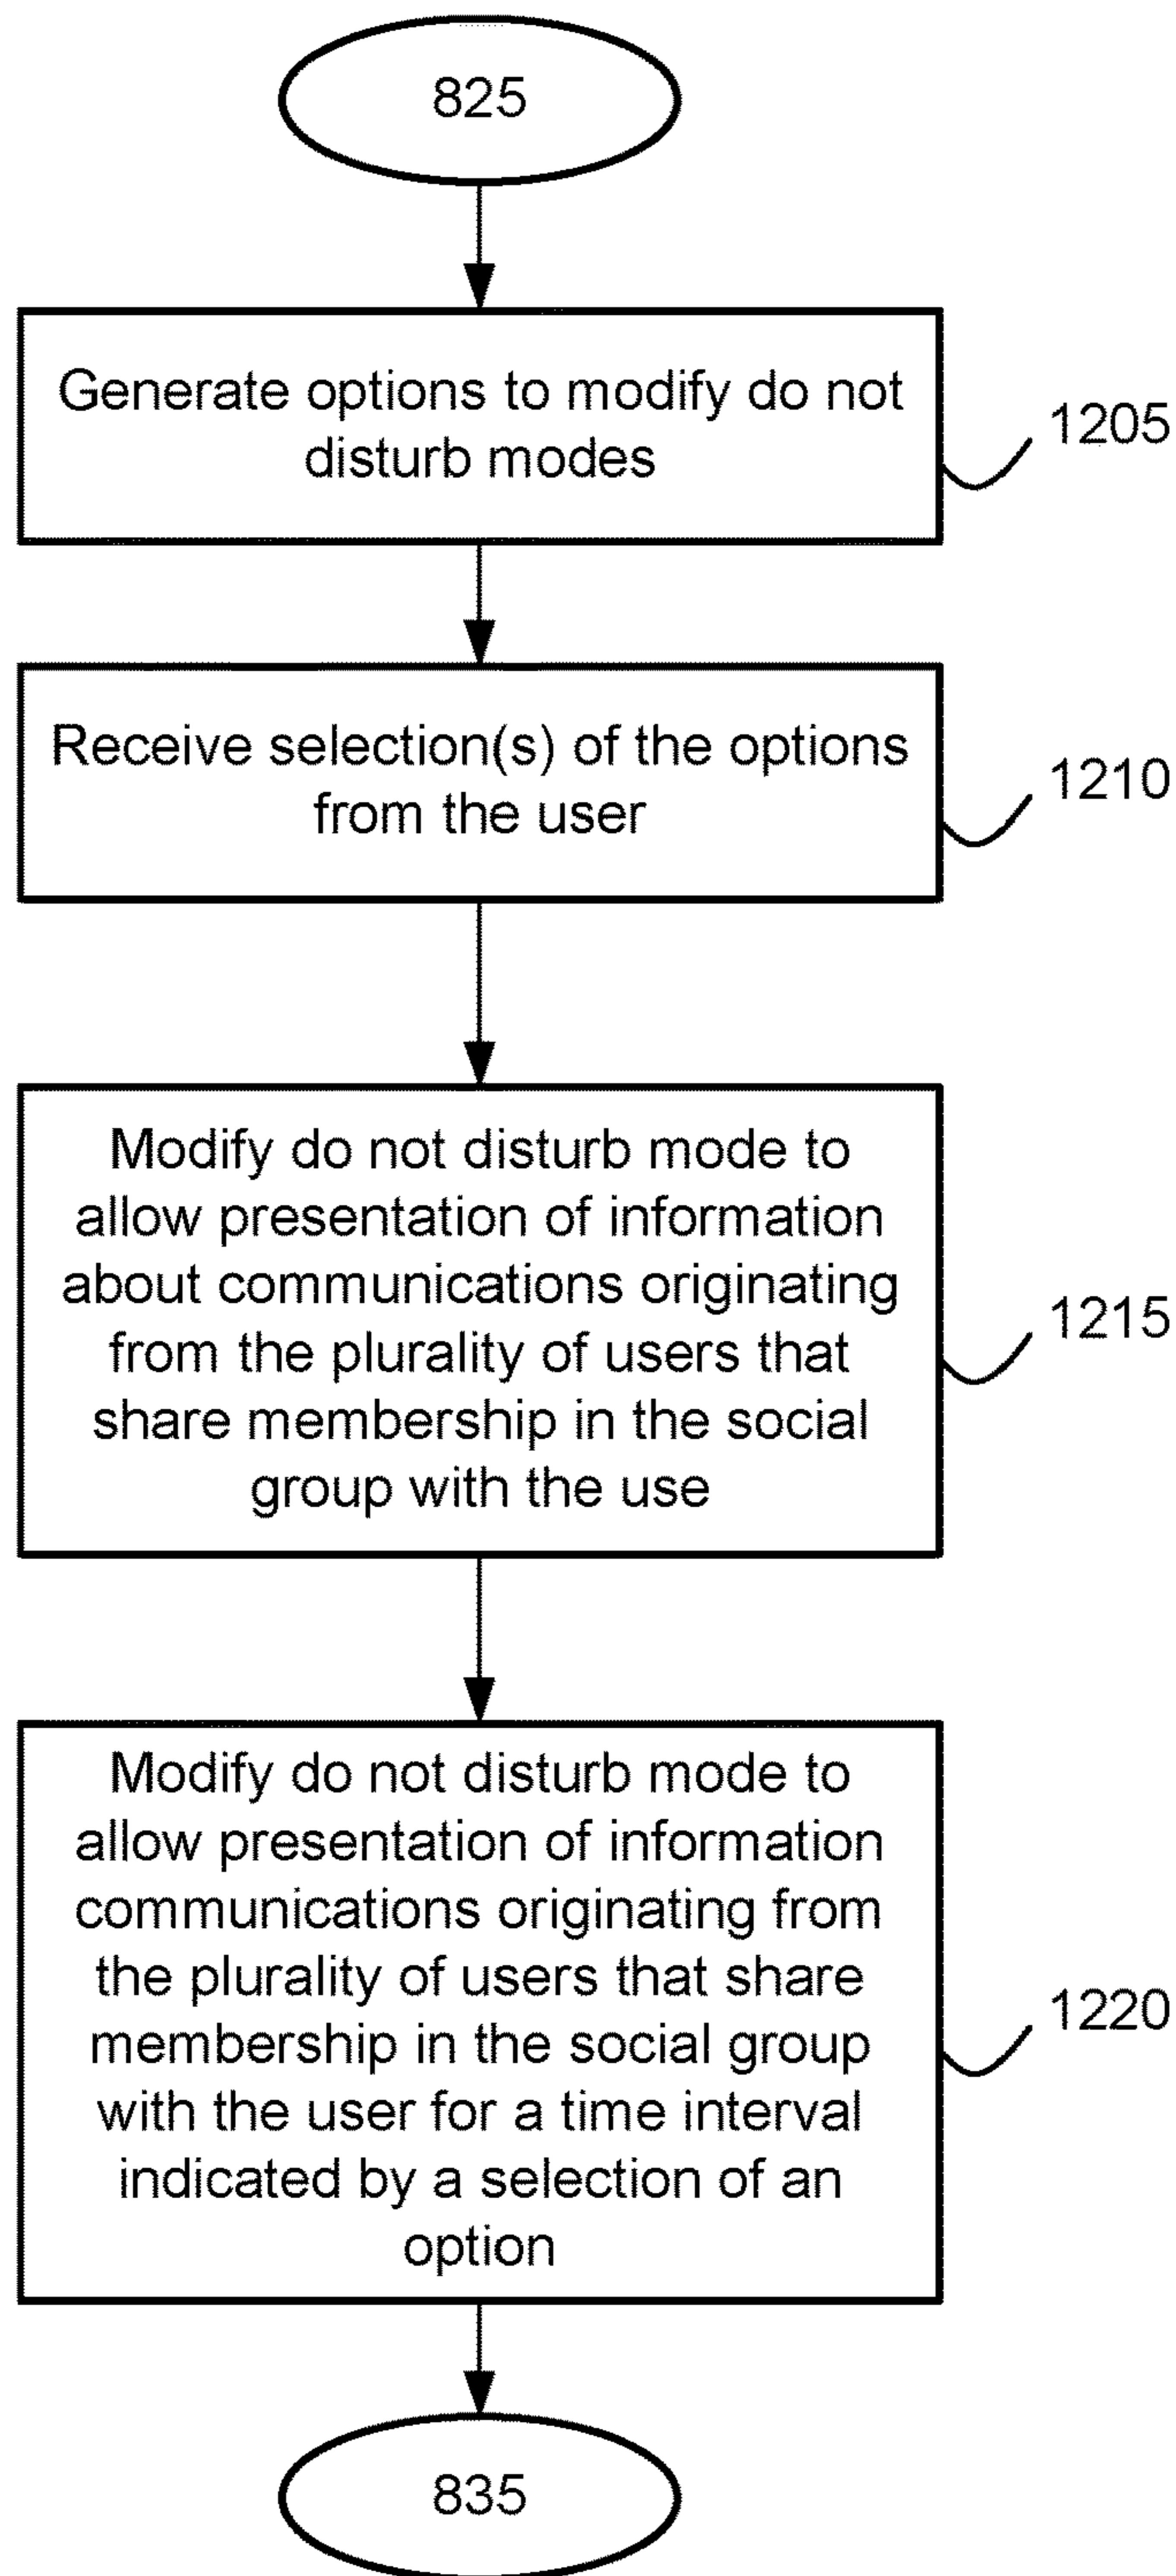 825
Generate options to modify do not
disturb modes
1205
Receive selection(s) of the options
from the user
1210
Modify do not disturb mode to
allow presentation of information
about communications originating
from the plurality of users that
share membership in the social
group with the use
1215
Modify do not disturb mode to
allow presentation of information
communications originating from
the plurality of users that share
membership in the social group
with the user for a time interval
indicated by a selection of an
option
1220
835